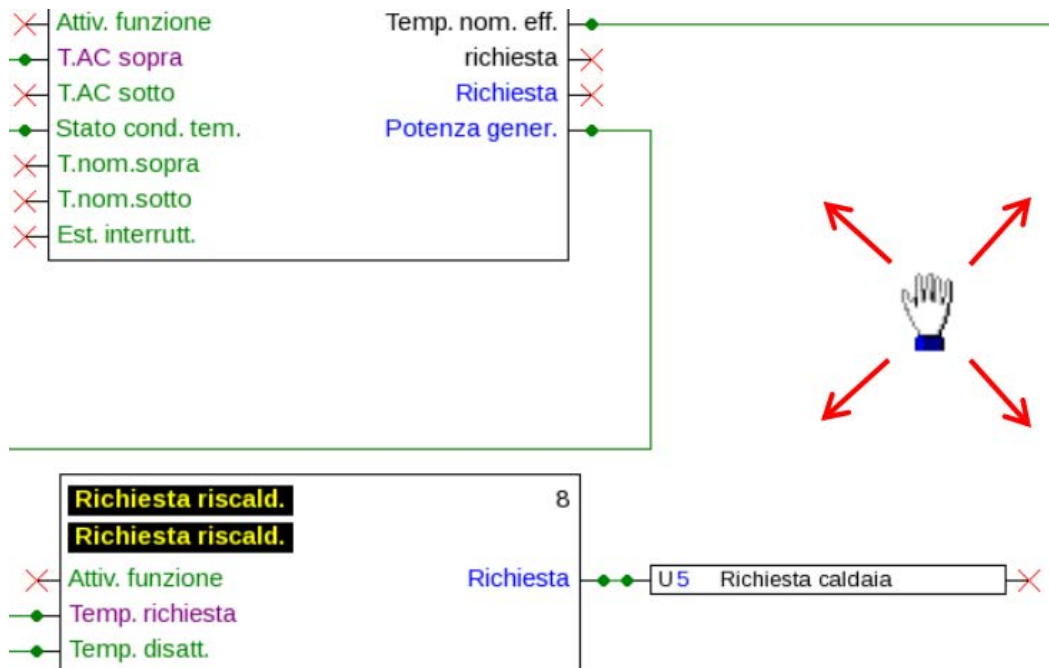 Attiv. funzione Temp. nom. eff.
T.AC sopra richiesta
T.AC sotto Richiesta
Stato cond. tem. Potenza gener.
T.nom.sopra
T.nom.sotto
Est. interrutt.
Richiesta riscald. 8
Richiesta riscald.
Attiv. funzione Richiesta U5 Richiesta caldaia
Temp. richiesta
Temp. disatt.